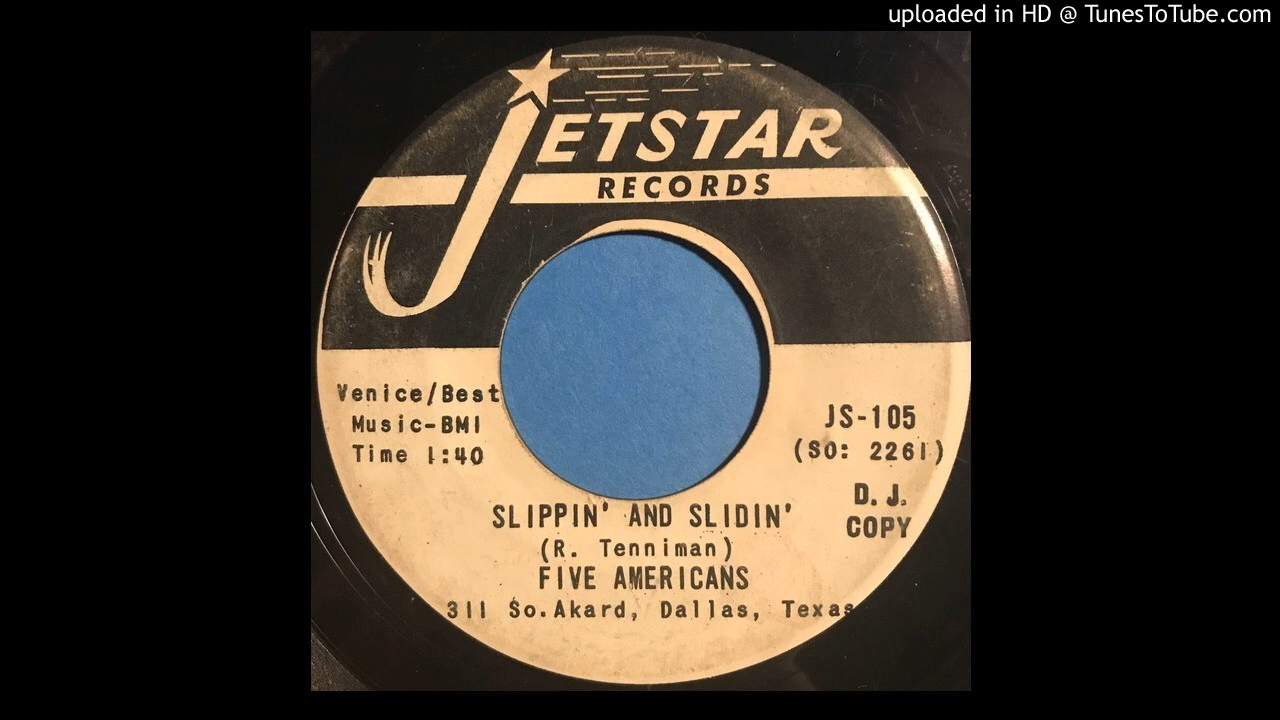 uploaded in HD @ TunesToTube.com
JETSTAR
RECORDS
Venice/Best
Music-BMI
Time 1:40
JS-105
(SO: 2261)
D. J.
COPY
SLIPPIN' AND SLIDIN'
(R. Tenniman)
FIVE AMERICANS
311 So.Akard, Dallas, Texas